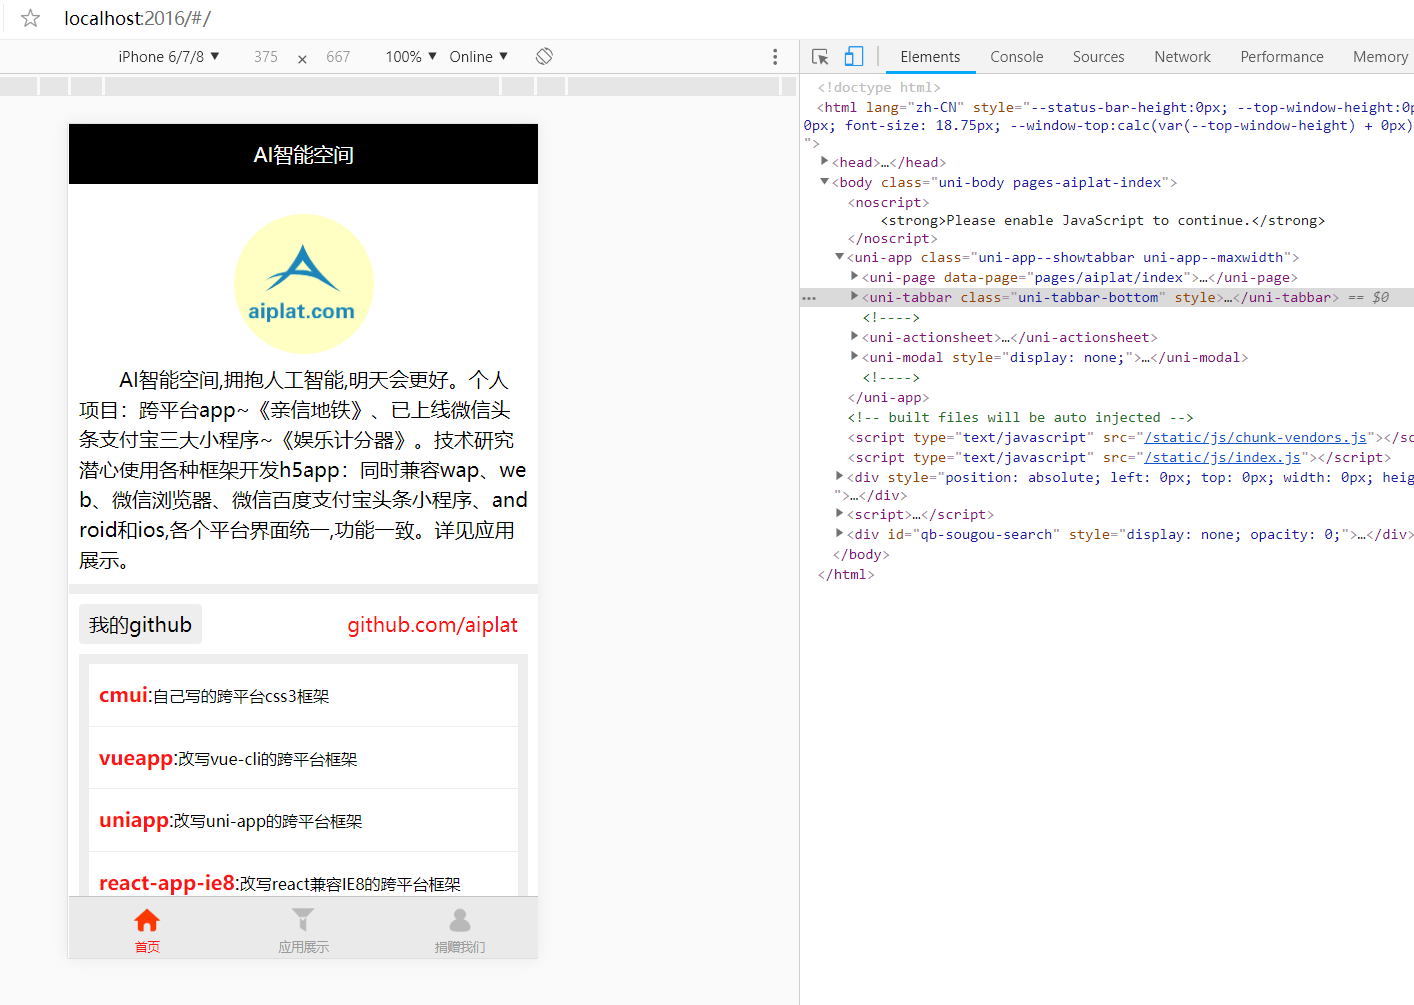 localhost:2016/#/
iPhone 6/7/8 ▼ 375 × 667 100% ▼ Online ▼
Elements Console Sources Network Performance Memory
AI智能空间
aiplat.com
AI智能空间,拥抱人工智能,明天会更好。个人
项目：跨平台app~《亲信地铁》、已上线微信头
条支付宝三大小程序~《娱乐计分器》。技术研究
潜心使用各种框架开发h5app：同时兼容wap、we
b、微信浏览器、微信百度支付宝头条小程序、and
roid和ios,各个平台界面统一,功能一致。详见应用
展示。
我的github
github.com/aiplat
cmui:自己写的跨平台css3框架
vueapp:改写vue-cli的跨平台框架
uniapp:改写uni-app的跨平台框架
react-app-ie8:改写react兼容IE8的跨平台框架
首页
应用展示
捐赠我们
<!doctype html>
<html lang="zh-CN" style="--status-bar-height:0px; --top-window-height:0p
0px; font-size: 18.75px; --window-top:calc(var(--top-window-height) + 0px)
">
<head>…</head>
<body class="uni-body pages-aiplat-index">
<noscript>
<strong>Please enable JavaScript to continue.</strong>
</noscript>
<uni-app class="uni-app--showtabbar uni-app--maxwidth">
<uni-page data-page="pages/aiplat/index">…</uni-page>
<uni-tabbar class="uni-tabbar-bottom" style>…</uni-tabbar> == $0
<!---->
<uni-actionsheet>…</uni-actionsheet>
<uni-modal style="display: none;">…</uni-modal>
<!---->
</uni-app>
<!-- built files will be auto injected -->
<script type="text/javascript" src="/static/js/chunk-vendors.js"></sc
<script type="text/javascript" src="/static/js/index.js"></script>
<div style="position: absolute; left: 0px; top: 0px; width: 0px; heig
">…</div>
<script>…</script>
<div id="qb-sougou-search" style="display: none; opacity: 0;">…</div>
</body>
</html>